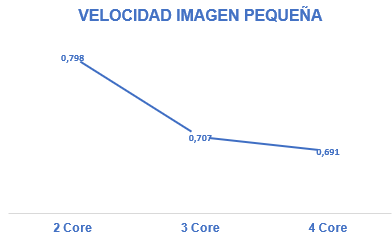 VELOCIDAD IMAGEN PEQUEÑA
0,798
0,707
0,691
2 Core 3 Core 4 Core